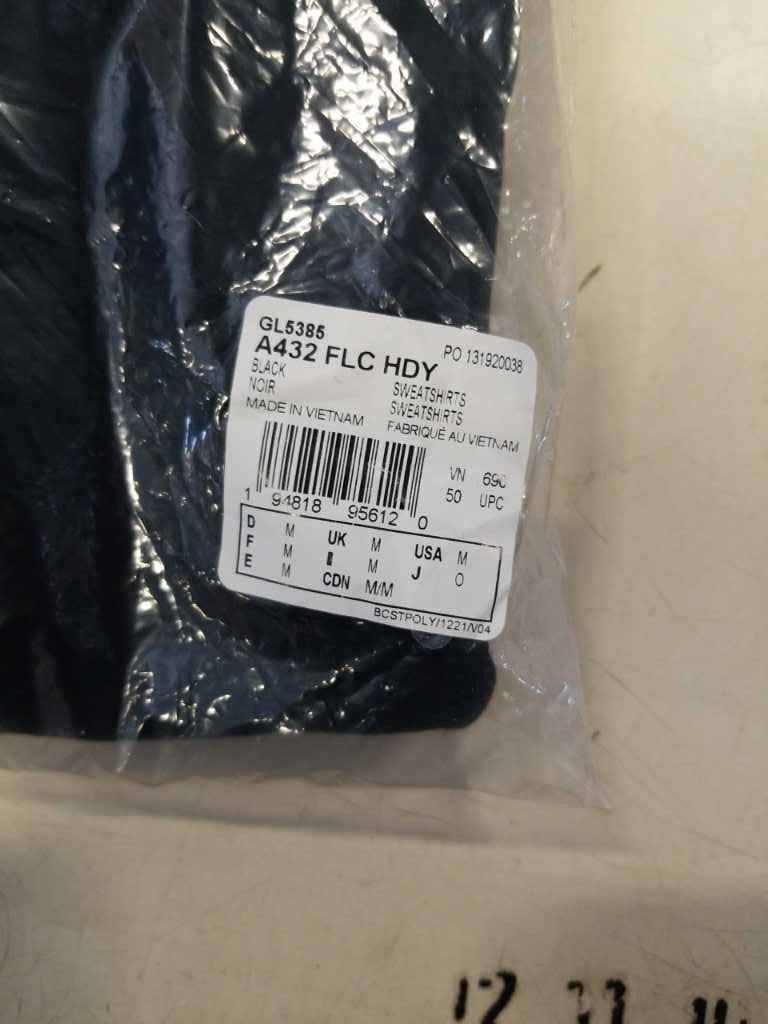 GL5385
A432 FLC HDY
PO 131920038
BLACK
NOIR
SWEATSHIRTS
SWEATSHIRTS
MADE IN VIETNAM
FABRIQUÉ AU VIETNAM
VN 690
50 UPC
1 94818 95612 0
D M UK M USA M
F M I M J O
E M CDN M/M
BCSTPOLY/1221/V04
12